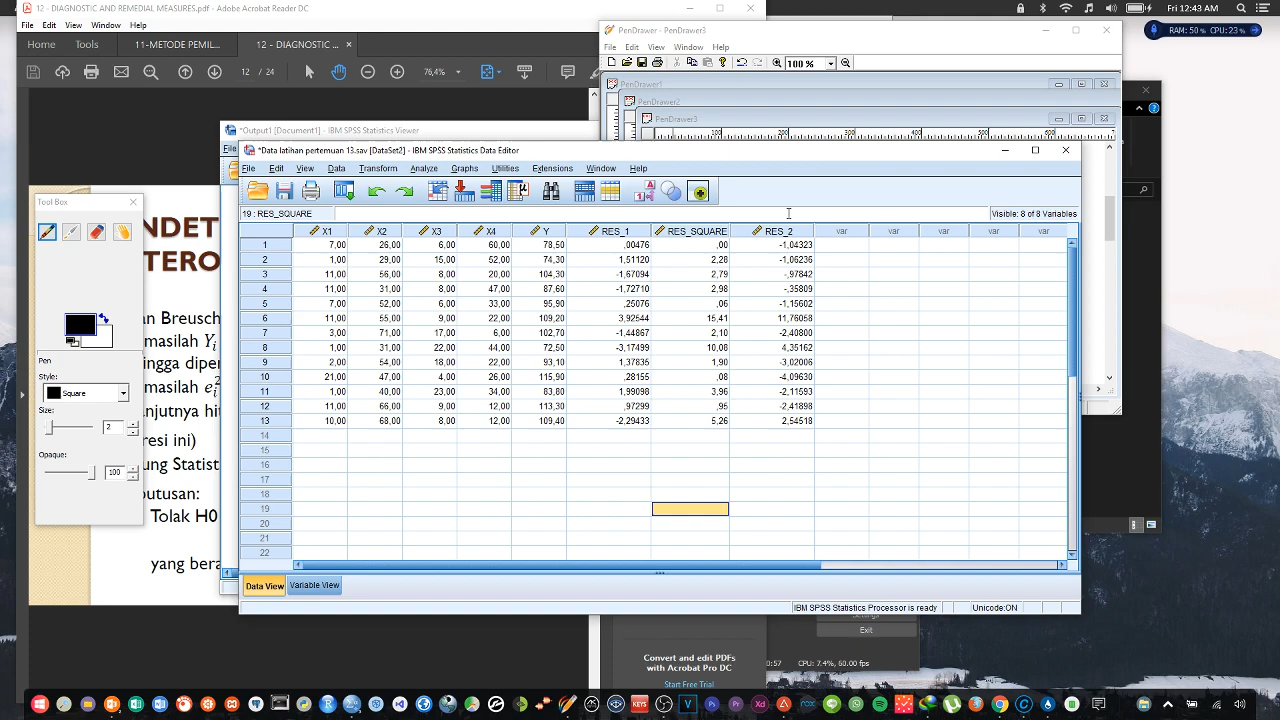 12 - DIAGNOSTIC AND REMEDIAL MEASURES.pdf - Adobe Acrobat Reader DC
Fri, 12:43 AM
File Edit View Window Help
RAM: 50 % CPU:23 %
Home Tools 11-METODE PEMIL... 12 - DIAGNOSTIC ... ×
12 / 24 76,4%
PenDrawer - PenDrawer3
File Edit View Window Help
100 %
PenDrawer1
PenDrawer2
PenDrawer3
100 200 300 400 500 600
*Output1 [Document1] - IBM SPSS Statistics Viewer
File
*Data latihan pertemuan 13.sav [DataSet2] - IBM SPSS Statistics Data Editor
File Edit View Data Transform Analyze Graphs Utilities Extensions Window Help
19 : RES_SQUARE Visible: 8 of 8 Variables
X1 X2 X3 X4 Y RES_1 RES_SQUARE RES_2 var var var var var
1 7,00 26,00 6,00 60,00 78,50 ,00476 ,00 -1,04323
2 1,00 29,00 15,00 52,00 74,30 1,51120 2,28 -1,06236
3 11,00 56,00 8,00 20,00 104,30 -1,67094 2,79 -,97842
4 11,00 31,00 8,00 47,00 87,60 -1,72710 2,98 -,35809
5 7,00 52,00 6,00 33,00 95,90 ,25076 ,06 -1,15602
6 11,00 55,00 9,00 22,00 109,20 3,92544 15,41 11,76058
7 3,00 71,00 17,00 6,00 102,70 -1,44867 2,10 -2,40800
8 1,00 31,00 22,00 44,00 72,50 -3,17499 10,08 4,35162
9 2,00 54,00 18,00 22,00 93,10 1,37835 1,90 -3,02006
10 21,00 47,00 4,00 26,00 115,90 ,28155 ,08 -4,09630
11 1,00 40,00 23,00 34,00 83,80 1,99098 3,96 -2,11593
12 11,00 66,00 9,00 12,00 113,30 ,97299 ,95 -2,41898
13 10,00 68,00 8,00 12,00 109,40 -2,29433 5,26 2,54518
14
15
16
17
18
19
20
21
22
Data View Variable View
IBM SPSS Statistics Processor is ready Unicode:ON
Tool Box
Pen
Style:
Square
Size:
2
Opaque:
100
NDET
TERO
an Breusch
masilah Yi
ngga diper
masilah ei2
njutnya hit
resi ini)
ung Statist
putusan:
Tolak H0
yang bera
Settings
Exit
0:57 CPU: 7.4%, 60.00 fps
Convert and edit PDFs
with Acrobat Pro DC
Start Free Trial